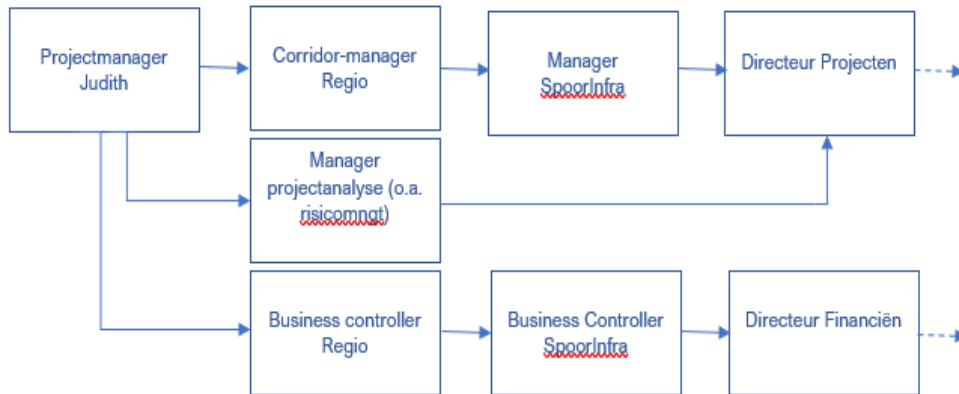 Projectmanager
Judith
Corridor-manager
Regio
Manager
SpoorInfra
Directeur Projecten
Manager
projectanalyse (o.a.
risicomngt)
Business controller
Regio
Business Controller
SpoorInfra
Directeur Financiën